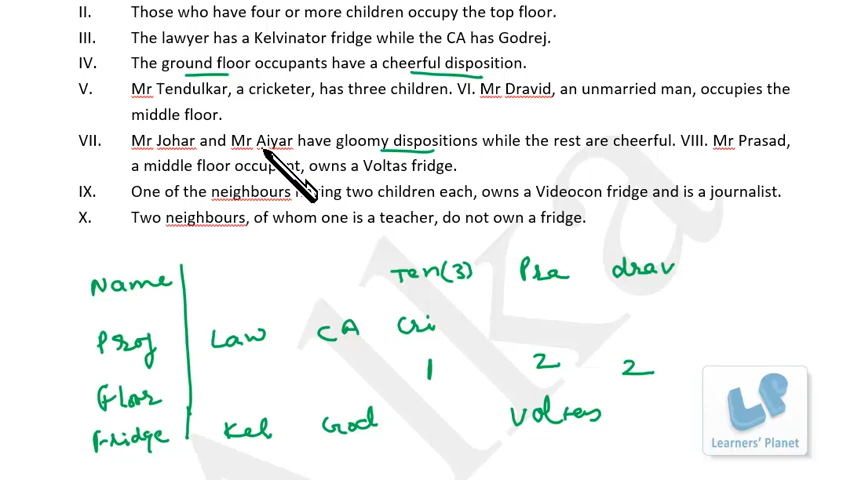 II. Those who have four or more children occupy the top floor.
III. The lawyer has a Kelvinator fridge while the CA has Godrej.
IV. The ground floor occupants have a cheerful disposition.
V. Mr Tendulkar, a cricketer, has three children. VI. Mr Dravid, an unmarried man, occupies the
middle floor.
VII. Mr Johar and Mr Aiyar have gloomy dispositions while the rest are cheerful. VIII. Mr Prasad,
a middle floor occupant, owns a Voltas fridge.
IX. One of the neighbours having two children each, owns a Videocon fridge and is a journalist.
X. Two neighbours, of whom one is a teacher, do not own a fridge.
Name Ten(3) Pra drav
Prof Law CA Cri
1 2 2
Floor
Fridge Kel God Voltas
LP
Learners' Planet
Alka